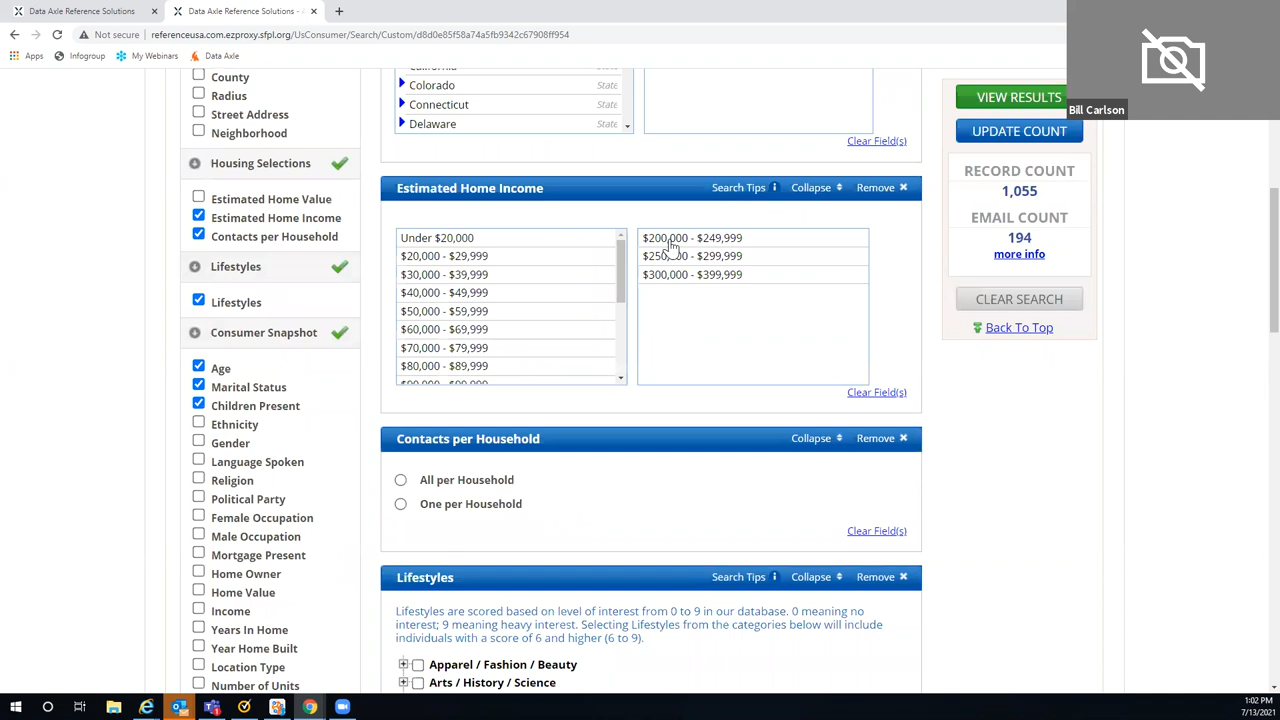 Data Axle Reference Solutions
Data Axle Reference Solutions -
Not secure
referenceusa.com.ezproxy.sfpl.org/UsConsumer/Search/Custom/d8d0e85f58a74a5fb9342c67908ff954
Apps
Infogroup
My Webinars
Data Axle
Bill Carlson
County
Radius
Street Address
Neighborhood
Housing Selections
Estimated Home Value
Estimated Home Income
Contacts per Household
Lifestyles
Lifestyles
Consumer Snapshot
Age
Marital Status
Children Present
Ethnicity
Gender
Language Spoken
Religion
Political Party
Female Occupation
Male Occupation
Mortgage Present
Home Owner
Home Value
Income
Years In Home
Year Home Built
Location Type
Number of Units
California
Colorado State
Connecticut State
Delaware State
Clear Field(s)
Estimated Home Income Search Tips i Collapse Remove
Under $20,000
$20,000 - $29,999
$30,000 - $39,999
$40,000 - $49,999
$50,000 - $59,999
$60,000 - $69,999
$70,000 - $79,999
$80,000 - $89,999
$90,000 - $99,999
$200,000 - $249,999
$250,000 - $299,999
$300,000 - $399,999
Clear Field(s)
Contacts per Household Collapse Remove
All per Household
One per Household
Clear Field(s)
Lifestyles Search Tips i Collapse Remove
Lifestyles are scored based on level of interest from 0 to 9 in our database. 0 meaning no
interest; 9 meaning heavy interest. Selecting Lifestyles from the categories below will include
individuals with a score of 6 and higher (6 to 9).
Apparel / Fashion / Beauty
Arts / History / Science
VIEW RESULTS
UPDATE COUNT
RECORD COUNT
1,055
EMAIL COUNT
194
more info
CLEAR SEARCH
Back To Top
1:02 PM
7/13/2021